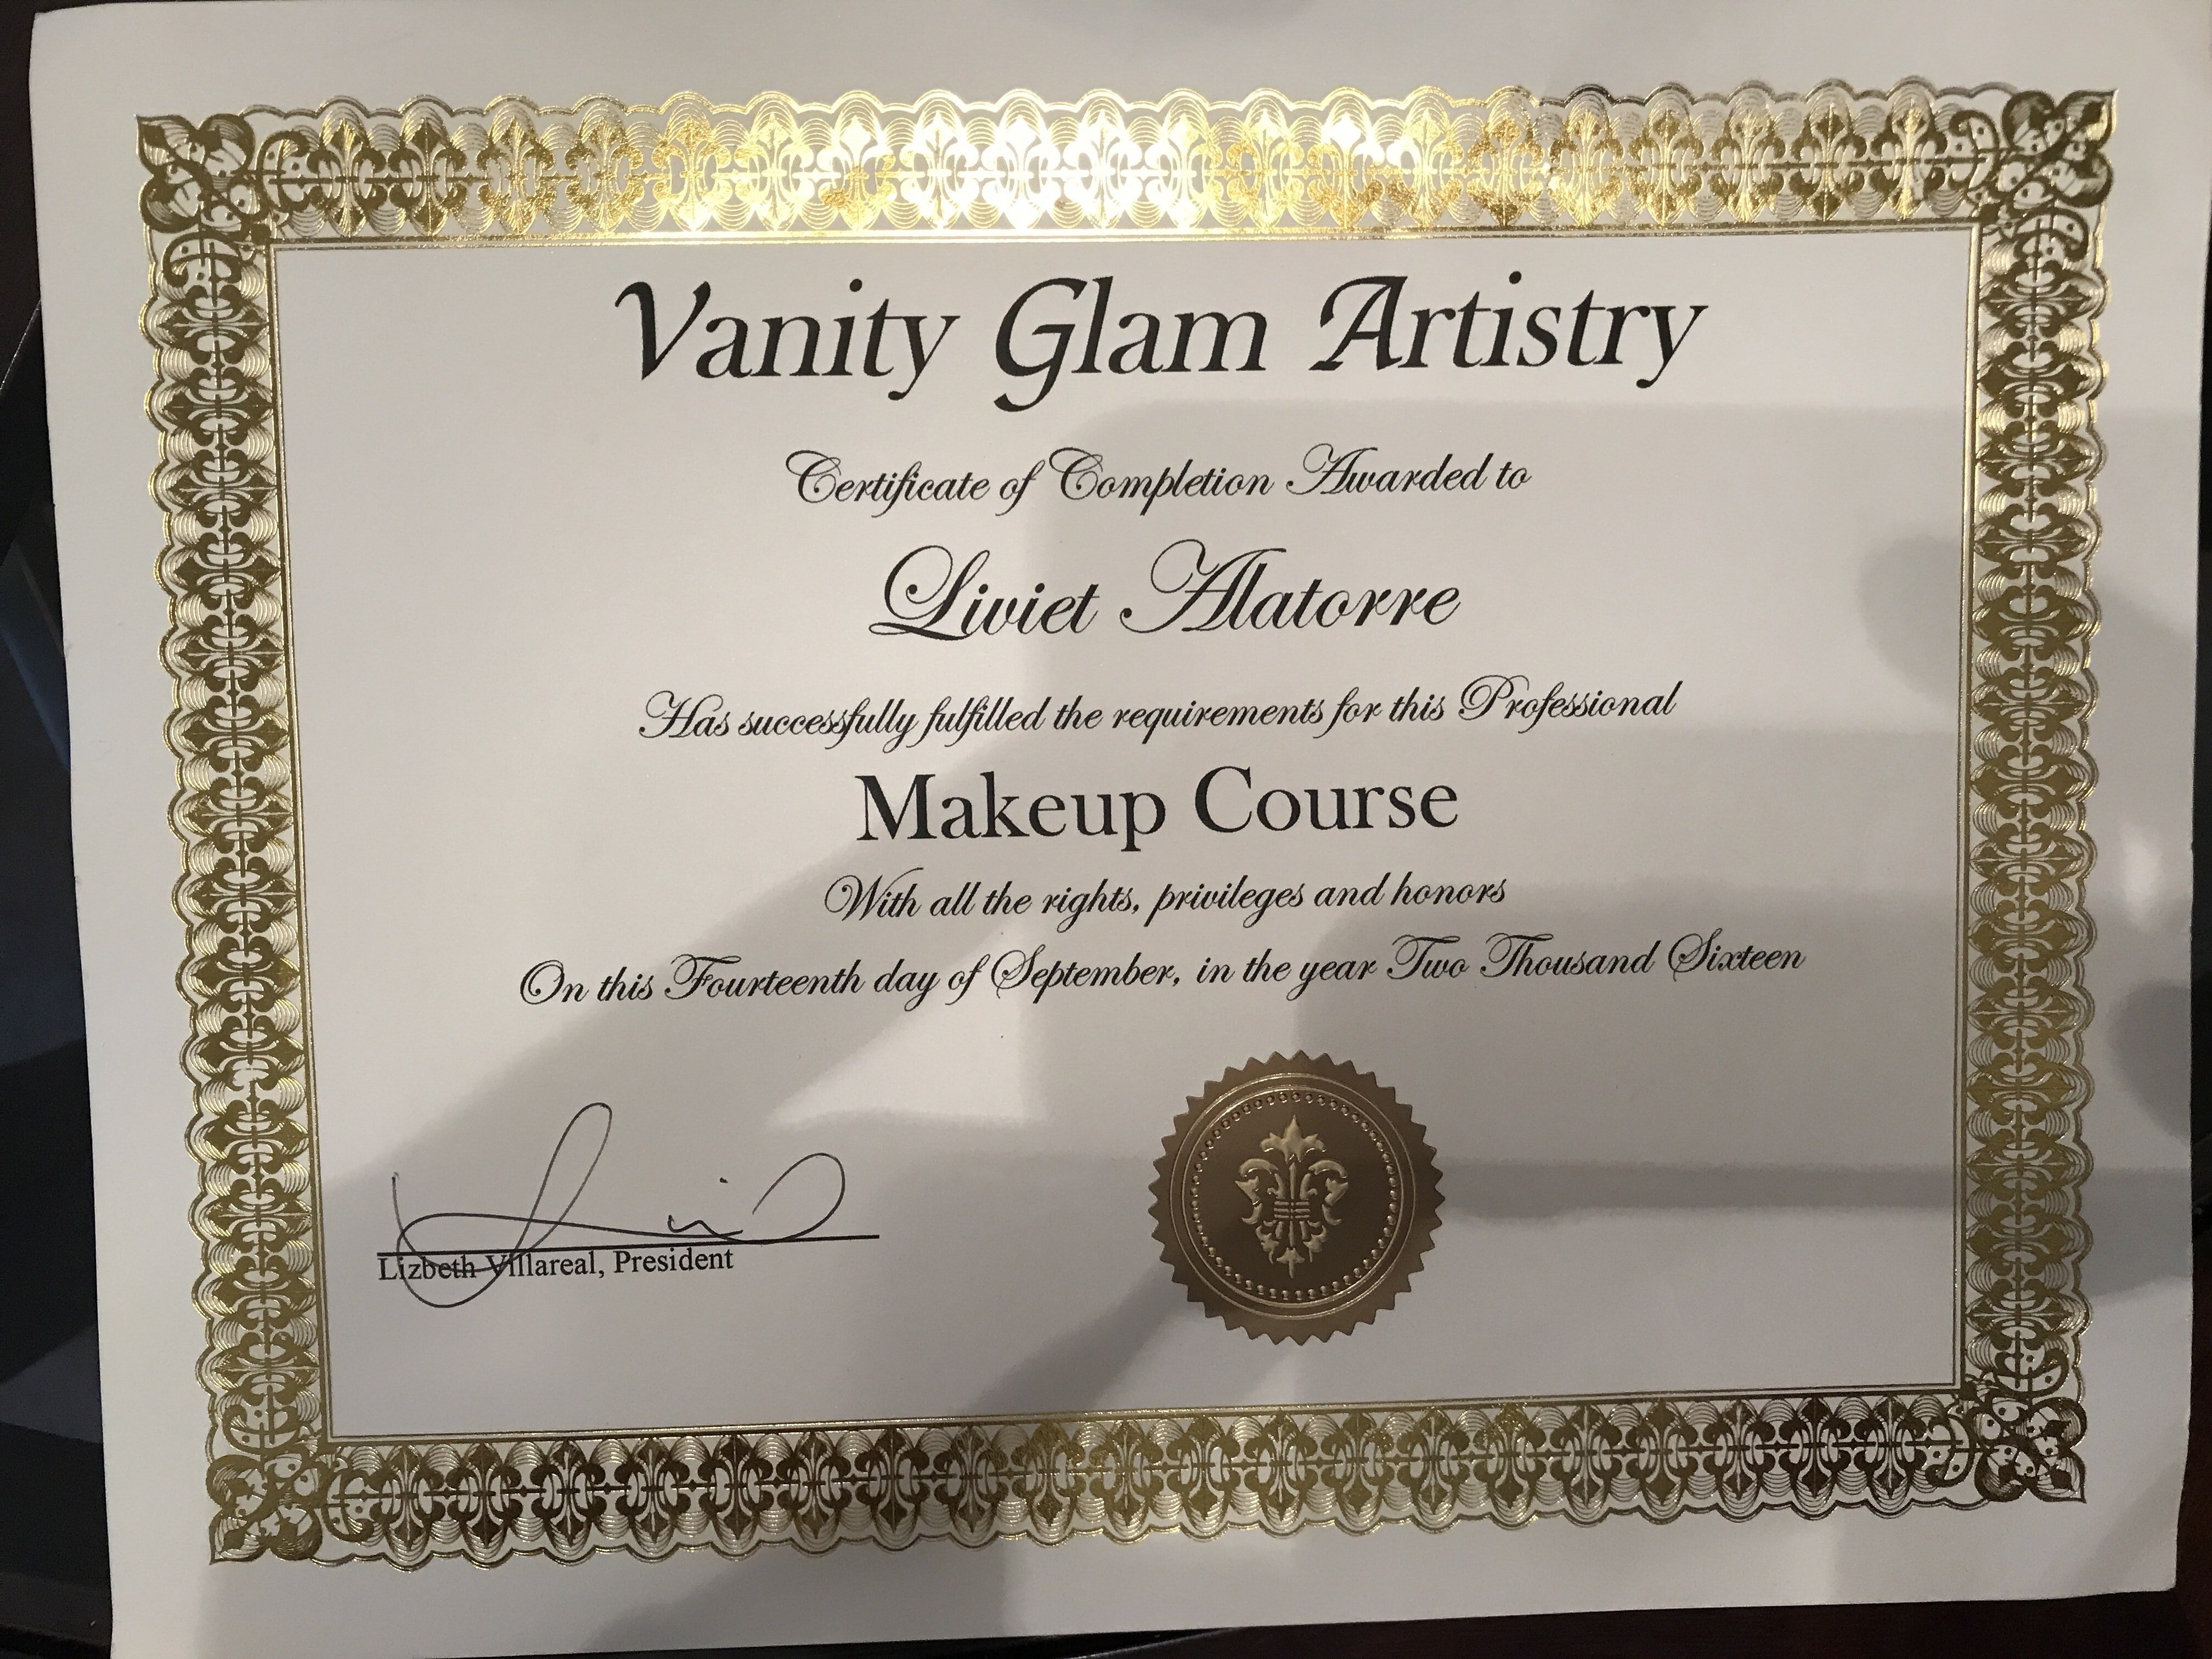 Vanity Glam Artistry
Certificate of Completion Awarded to
Liviet Alatorre
Has successfully fulfilled the requirements for this Professional
Makeup Course
With all the rights, privileges and honors
On this Fourteenth day of September, in the year Two Thousand Sixteen
Lizbeth Villareal, President